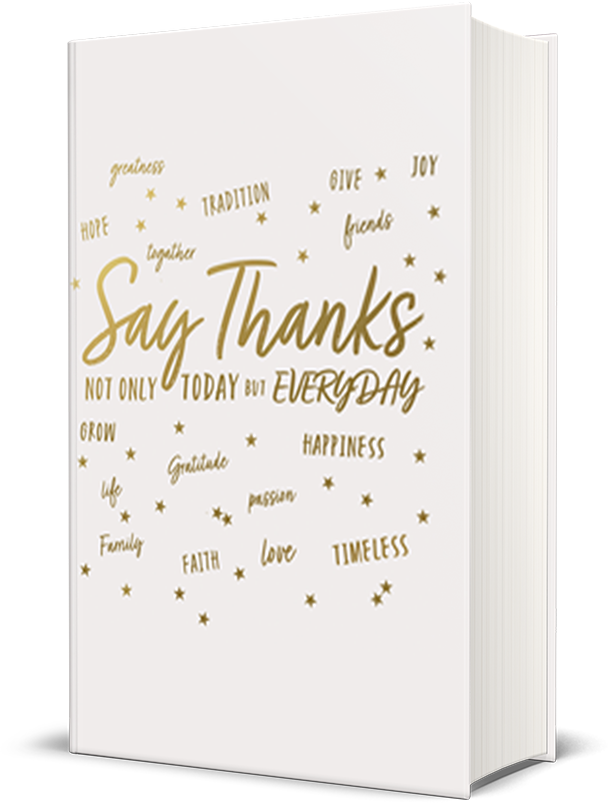 greatness
GIVE
JOY
TRADITION
HOPE
friends
together
Say Thanks
NOT ONLY TODAY BUT EVERYDAY
GROW
HAPPINESS
Gratitude
life
passion
Family
FAITH
love
TIMELESS